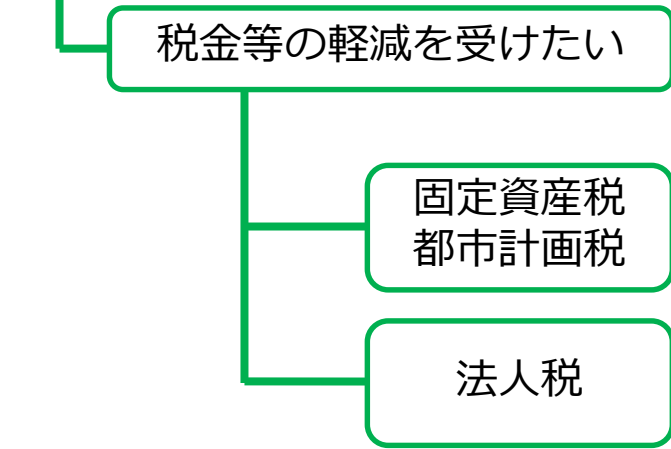 税金等の軽減を受けたい
固定資産税
都市計画税
法人税